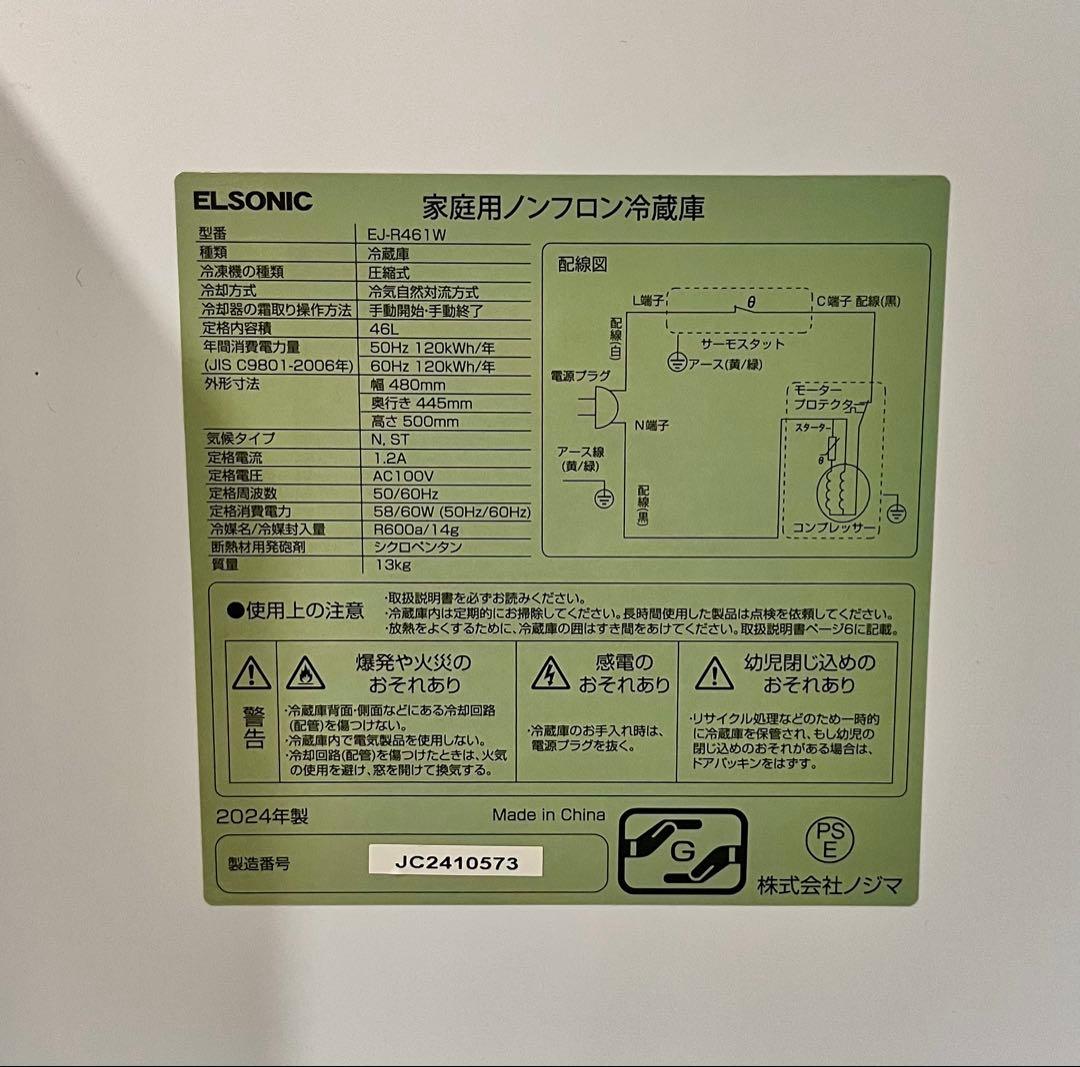 ELSONIC 家庭用ノンフロン冷蔵庫
型番 EJ-R461W
種類 冷蔵庫
冷凍機の種類 圧縮式
冷却方式 冷気自然対流方式
冷却器の霜取り操作方法 手動開始・手動終了
定格内容積 46L
年間消費電力量 50Hz 120kWh/年
(JIS C9801-2006年) 60Hz 120kWh/年
外形寸法 幅 480mm
奥行き 445mm
高さ 500mm
気候タイプ N, ST
定格電流 1.2A
定格電圧 AC100V
定格周波数 50/60Hz
定格消費電力 58/60W (50Hz/60Hz)
冷媒名/冷媒封入量 R600a/14g
断熱材用発砲剤 シクロペンタン
質量 13kg
配線図
L端子
θ
C端子 配線(黒)
配線(白)
サーモスタット
アース(黄/緑)
電源プラグ
モーター
プロテクター
N端子
スターター
θ
アース線
(黄/緑)
配線(黒)
コンプレッサー
●使用上の注意
・取扱説明書を必ずお読みください。
・冷蔵庫内は定期的にお掃除してください。長時間使用した製品は点検を依頼してください。
・放熱をよくするために、冷蔵庫の囲はすき間をあけてください。取扱説明書ページ6に記載。
警告
爆発や火災の
おそれあり
・冷蔵庫背面・側面などにある冷却回路
(配管)を傷つけない。
・冷蔵庫内で電気製品を使用しない。
・冷却回路(配管)を傷つけたときは、火気
の使用を避け、窓を開けて換気する。
感電の
おそれあり
・冷蔵庫のお手入れ時は、
電源プラグを抜く。
幼児閉じ込めの
おそれあり
・リサイクル処理などのため一時的
に冷蔵庫を保管され、もし幼児の
閉じ込めのおそれがある場合は、
ドアパッキンをはずす。
2024年製
Made in China
製造番号 JC2410573
G
PS
E
株式会社ノジマ